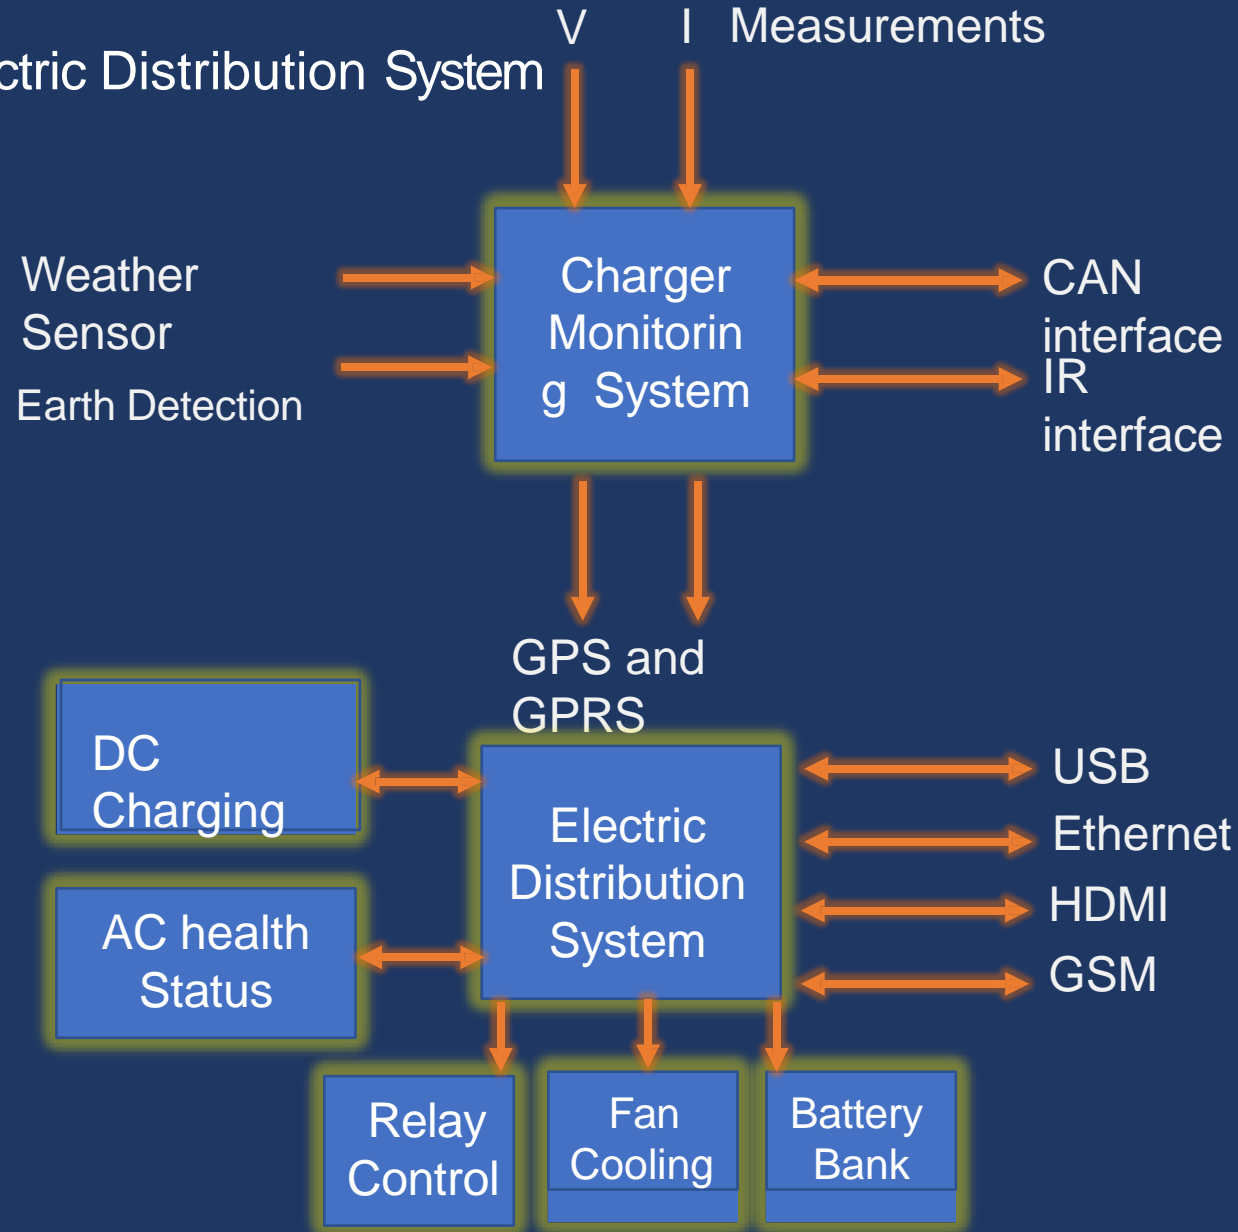 V I Measurements
ctric Distribution System
Weather
Sensor
Earth Detection
Charger
Monitorin
g System
CAN
interface
IR
interface
GPS and
GPRS
DC
Charging
AC health
Status
Electric
Distribution
System
USB
Ethernet
HDMI
GSM
Relay
Control
Fan
Cooling
Battery
Bank